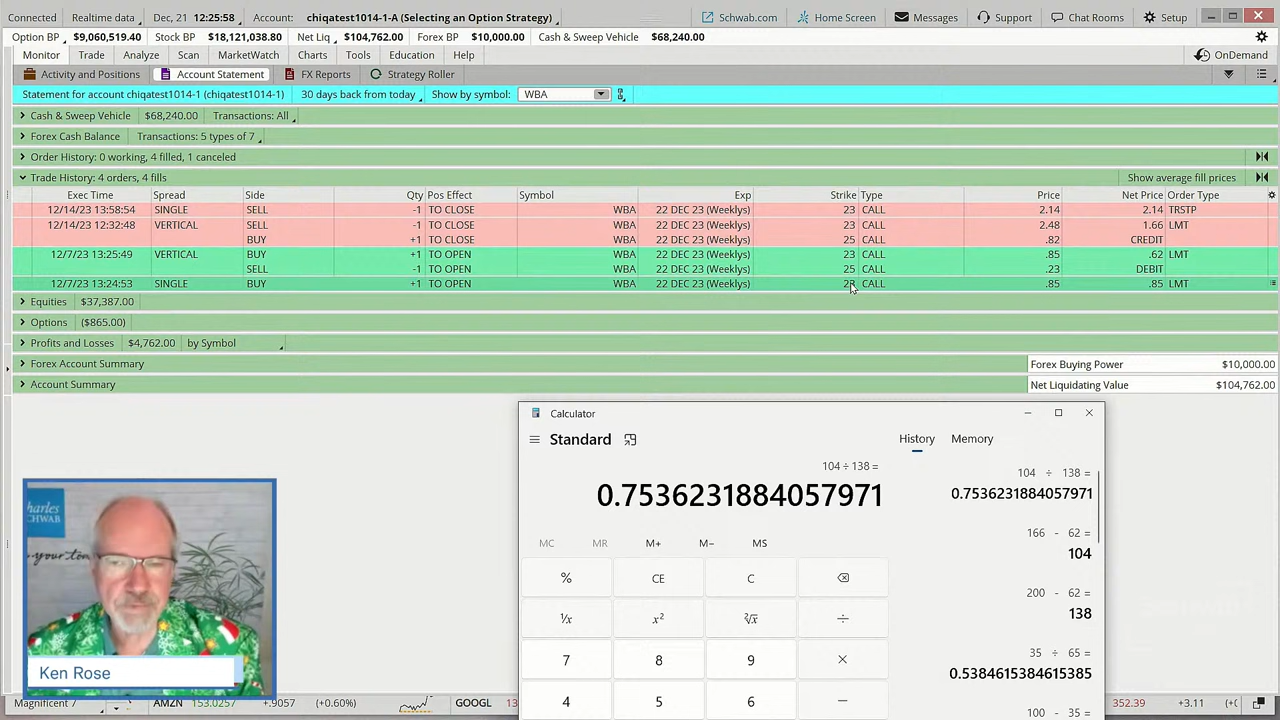 Connected Realtime data Dec, 21 12:25:58 Account: chiqatest1014-1-A (Selecting an Option Strategy) Schwab.com Home Screen Messages Support Chat Rooms Setup
Option BP $9,060,519.40 Stock BP $18,121,038.80 Net Liq $104,762.00 Forex BP $10,000.00 Cash & Sweep Vehicle $68,240.00
Monitor Trade Analyze Scan MarketWatch Charts Tools Education Help OnDemand
Activity and Positions Account Statement FX Reports Strategy Roller
Statement for account chiqatest1014-1 (chiqatest1014-1) 30 days back from today Show by symbol: WBA
Cash & Sweep Vehicle $68,240.00 Transactions: All
Forex Cash Balance Transactions: 5 types of 7
Order History: 0 working, 4 filled, 1 canceled
Trade History: 4 orders, 4 fills Show average fill prices
Exec Time Spread Side Qty Pos Effect Symbol Exp Strike Type Price Net Price Order Type
12/14/23 13:58:54 SINGLE SELL -1 TO CLOSE WBA 22 DEC 23 (Weeklys) 23 CALL 2.14 2.14 TRSTP
12/14/23 12:32:48 VERTICAL SELL -1 TO CLOSE WBA 22 DEC 23 (Weeklys) 23 CALL 2.48 1.66 LMT
BUY +1 TO CLOSE WBA 22 DEC 23 (Weeklys) 25 CALL .82 CREDIT
12/7/23 13:25:49 VERTICAL BUY +1 TO OPEN WBA 22 DEC 23 (Weeklys) 23 CALL .85 .62 LMT
SELL -1 TO OPEN WBA 22 DEC 23 (Weeklys) 25 CALL .23 DEBIT
12/7/23 13:24:53 SINGLE BUY +1 TO OPEN WBA 22 DEC 23 (Weeklys) CALL .85 .85 LMT
Equities $37,387.00
Options ($865.00)
Profits and Losses $4,762.00 by Symbol
Forex Account Summary Forex Buying Power $10,000.00
Account Summary Net Liquidating Value $104,762.00
Calculator
Standard History Memory
104 ÷ 138 =
0.7536231884057971
104 ÷ 138 =
0.7536231884057971
166 - 62 =
104
200 - 62 =
138
35 ÷ 65 =
0.5384615384615385
100 - 35 =
MC MR M+ M− MS
% CE C
¹/x x² ²√x ÷
7 8 9 ×
4 5 6 −
Ken Rose
Magnificent 7 AMZN 153.0257 +.9057 (+0.60%) GOOGL 352.39 +3.11